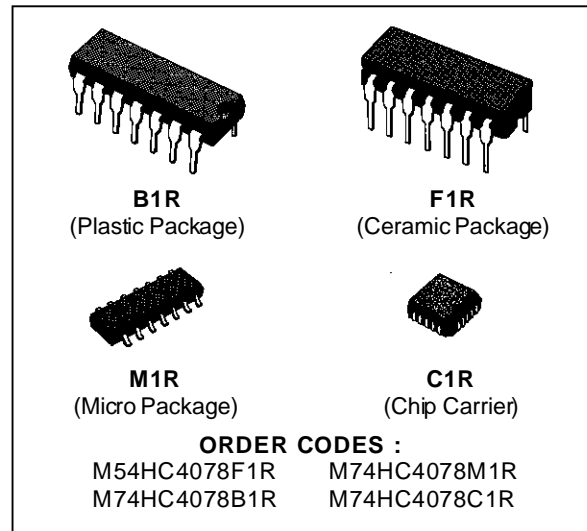 B1R
(Plastic Package)
F1R
(Ceramic Package)
M1R
(Micro Package)
C1R
(Chip Carrier)
ORDER CODES :
M54HC4078F1R M74HC4078M1R
M74HC4078B1R M74HC4078C1R